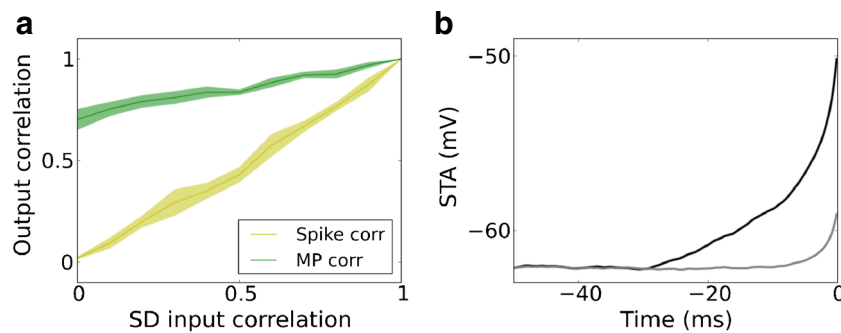 a
Output correlation
1
0.5
0
0
0.5
1
SD input correlation
Spike corr
MP corr
b
STA (mV)
−50
−60
−40
−20
0
Time (ms)